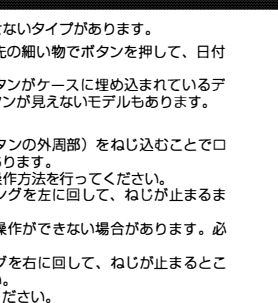 せないタイプがあります。
先の細い物でボタンを押して、日付
タンがケースに埋め込まれているデ
ンが見えないモデルもあります。
タンの外周部）をねじ込むことでロ
ります。
操作方法を行ってください。
ングを左に回して、ねじが止まるま
操作ができない場合があります。必
グを右に回して、ねじが止まるとこ
い。
ださい。